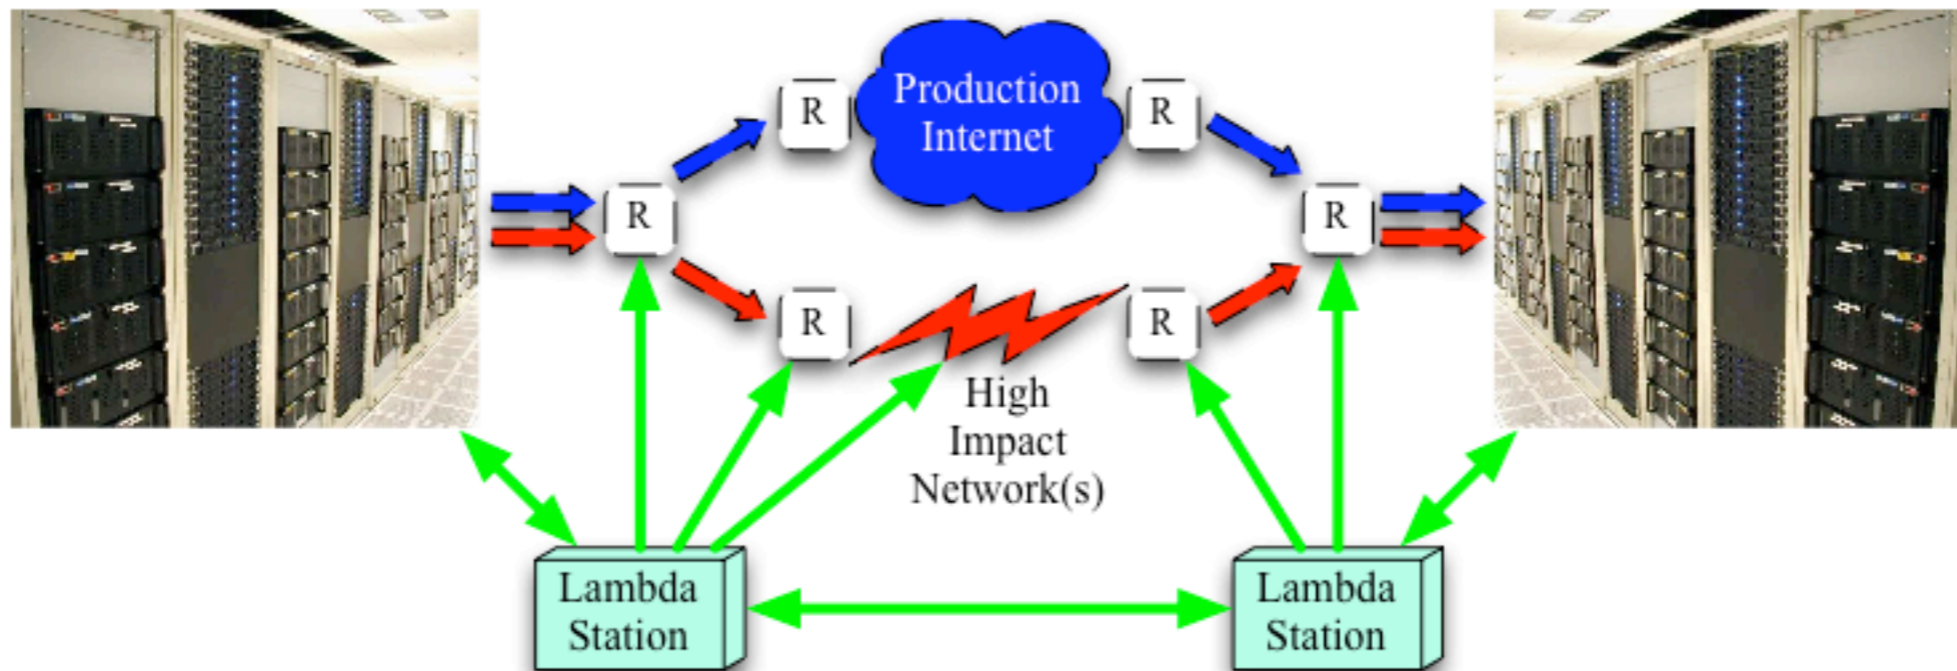 R
Production
Internet
R
R
R
R
R
High
Impact
Network(s)
Lambda
Station
Lambda
Station